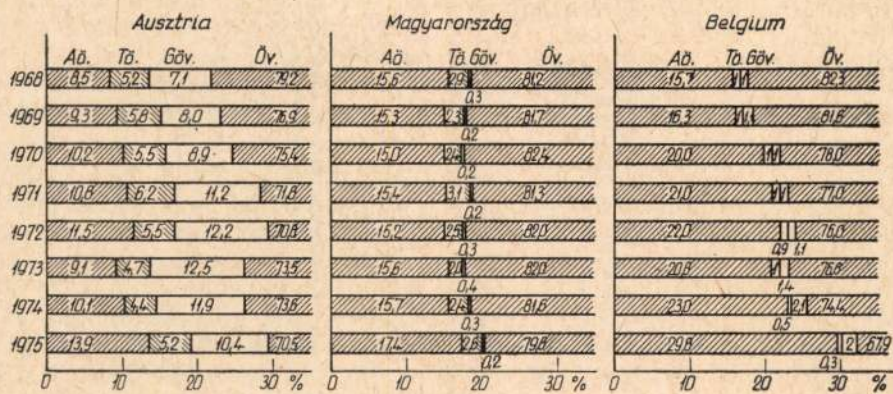 Ausztria Magyarország Belgium
Aö. Tö. Göv. Öv. Aö. Tö. Göv. Öv. Aö. Tö. Göv. Öv.
1968 8,5 5,2 7,1 79,2 15,6 2,9 81,2 15,7 82,3
0,3
1969 9,3 5,8 8,0 76,9 15,3 2,3 81,7 16,3 1,1 81,6
0,2
1970 10,2 5,5 8,9 75,4 15,0 2,4 82,4 20,0 78,0
0,2
1971 10,8 6,2 11,2 71,8 15,4 3,1 81,3 21,0 77,0
0,2
1972 11,5 5,5 12,2 70,8 15,2 2,5 82,0 22,0 76,0
0,3 0,9 1,1
1973 9,1 4,7 12,5 73,5 15,6 2,0 82,0 20,8 76,8
0,4 1,4
1974 10,1 4,4 11,9 73,6 15,7 2,4 81,6 23,0 2,1 74,4
0,3 0,5
1975 13,9 5,2 10,4 70,5 17,4 2,6 79,8 29,8 2 67,9
0,2 0,3
0 10 20 30 % 0 10 20 30 % 0 10 20 30 %